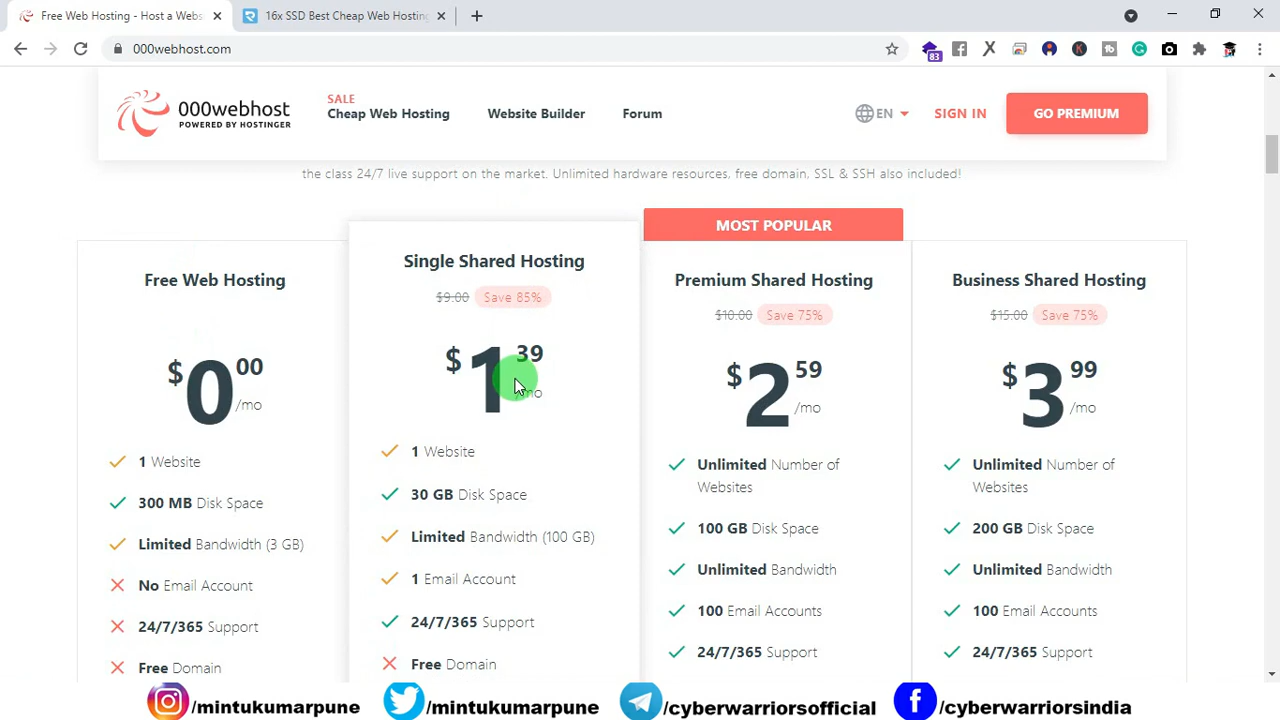 Free Web Hosting - Host a Webs
16x SSD Best Cheap Web Hosting
000webhost.com
83
000webhost
POWERED BY HOSTINGER
SALE
Cheap Web Hosting
Website Builder
Forum
EN
SIGN IN
GO PREMIUM
the class 24/7 live support on the market. Unlimited hardware resources, free domain, SSL & SSH also included!
Free Web Hosting
$0 00 /mo
1 Website
300 MB Disk Space
Limited Bandwidth (3 GB)
No Email Account
24/7/365 Support
Free Domain
Single Shared Hosting
$9.00 Save 85%
$1 39 /mo
1 Website
30 GB Disk Space
Limited Bandwidth (100 GB)
1 Email Account
24/7/365 Support
Free Domain
MOST POPULAR
Premium Shared Hosting
$10.00 Save 75%
$2 59 /mo
Unlimited Number of
Websites
100 GB Disk Space
Unlimited Bandwidth
100 Email Accounts
24/7/365 Support
Business Shared Hosting
$15.00 Save 75%
$3 99 /mo
Unlimited Number of
Websites
200 GB Disk Space
Unlimited Bandwidth
100 Email Accounts
24/7/365 Support
/mintukumarpune
/mintukumarpune
/cyberwarriorsofficial
/cyberwarriorsindia